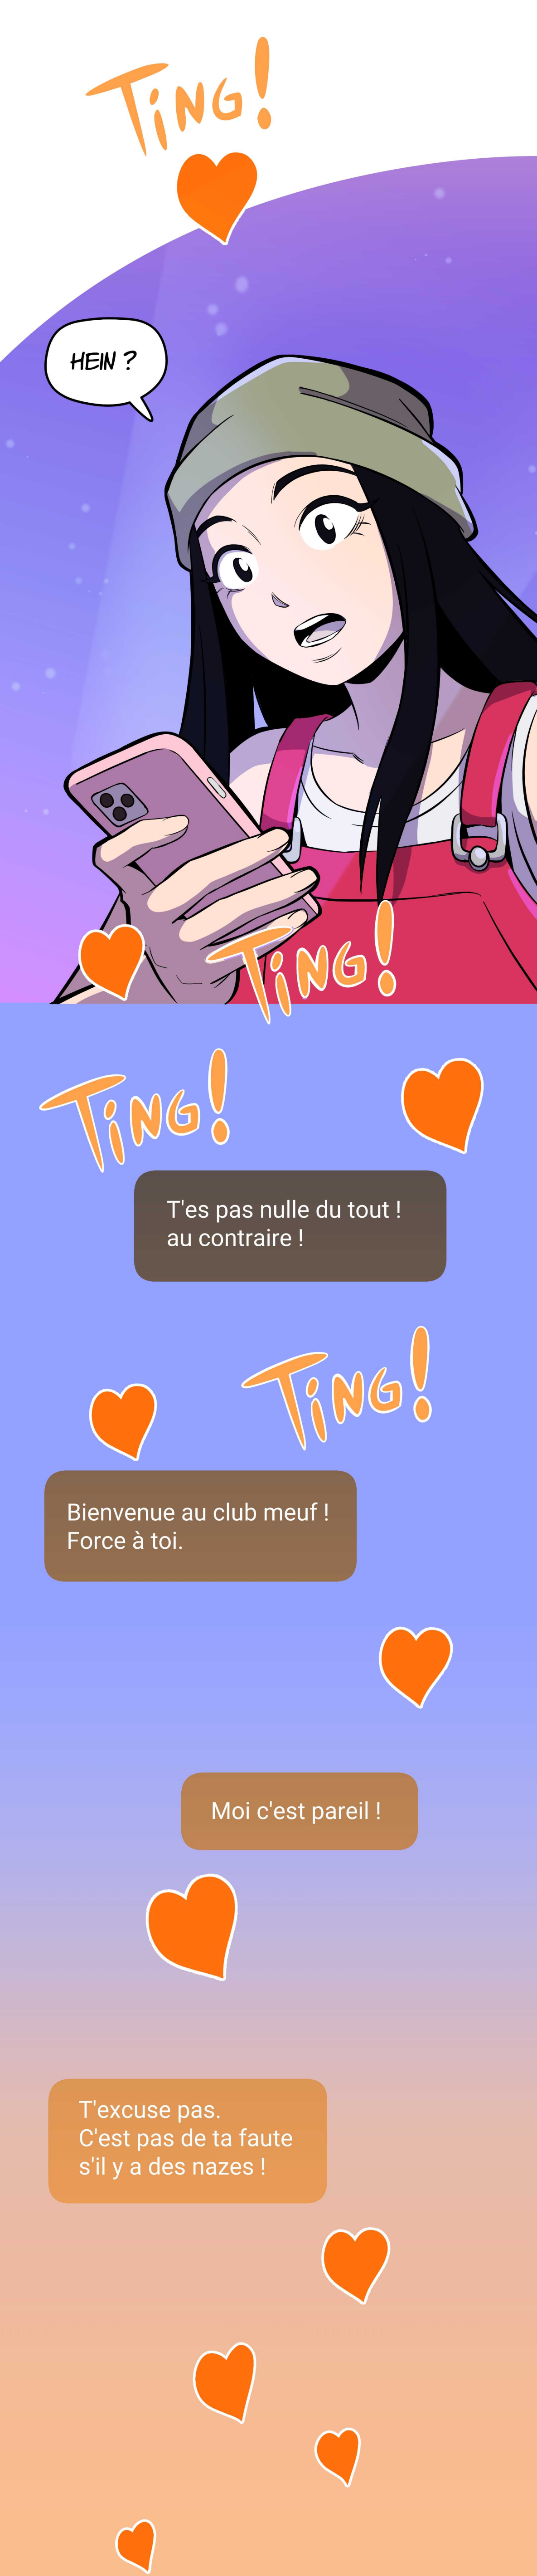 TING!
HEIN ?
TING!
TING!
T'es pas nulle du tout !
au contraire !
TING!
Bienvenue au club meuf !
Force à toi.
Moi c'est pareil !
T'excuse pas.
C'est pas de ta faute
s'il y a des nazes !